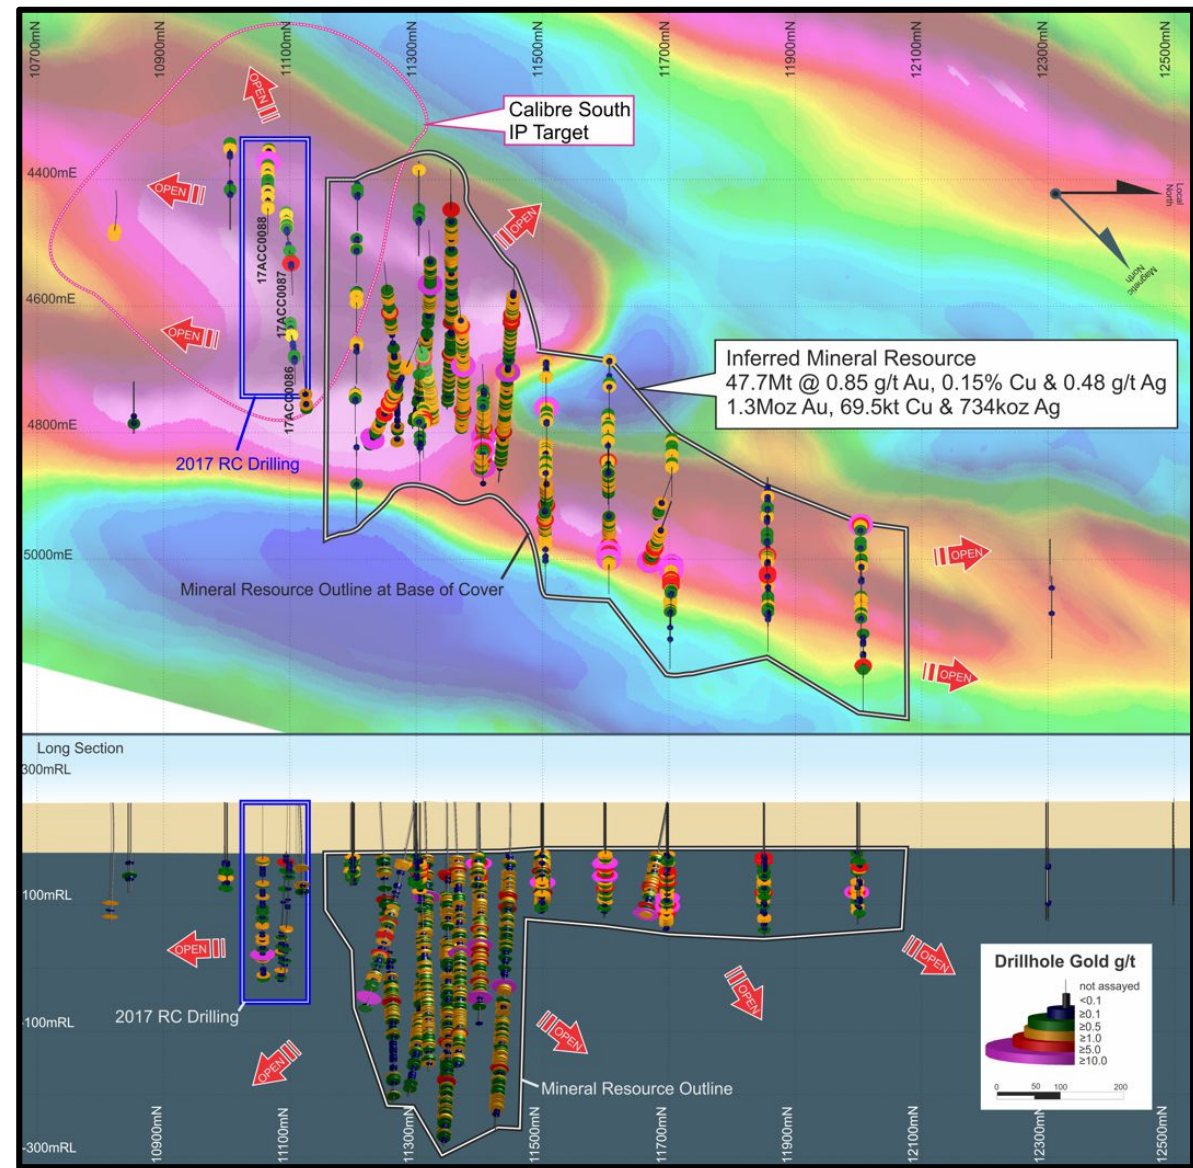 10700mN
10900mN
11100mN
11300mN
11500mN
11700mN
11900mN
12100mN
12300mN
12500mN
OPEN
Calibre South
IP Target
4400mE
OPEN
OPEN
Local
North
Magnetic
North
17ACC0088
17ACC0087
17ACC0086
4600mE
OPEN
Inferred Mineral Resource
47.7Mt @ 0.85 g/t Au, 0.15% Cu & 0.48 g/t Ag
1.3Moz Au, 69.5kt Cu & 734koz Ag
4800mE
2017 RC Drilling
5000mE
OPEN
Mineral Resource Outline at Base of Cover
OPEN
Long Section
300mRL
100mRL
OPEN
OPEN
OPEN
Drillhole Gold g/t
not assayed
<0.1
≥0.1
≥0.5
≥1.0
≥5.0
≥10.0
0 50 100 200
2017 RC Drilling
-100mRL
OPEN
OPEN
Mineral Resource Outline
-300mRL
10900mN
11100mN
11300mN
11500mN
11700mN
11900mN
12100mN
12300mN
12500mN